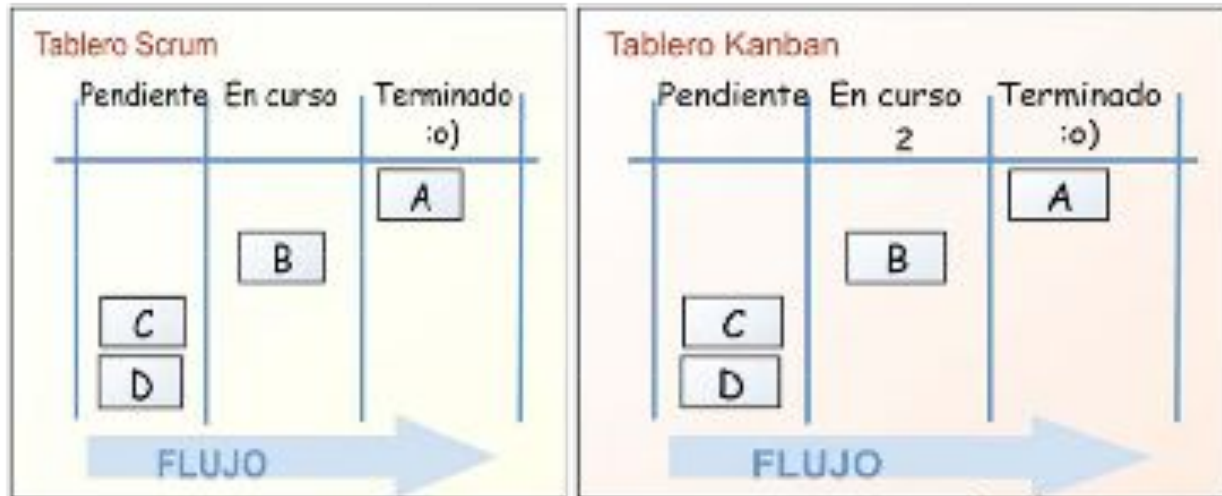 Tablero Scrum
Pendiente En curso Terminado
:o)
A
B
C
D
FLUJO
Tablero Kanban
Pendiente En curso Terminado
2 :o)
A
B
C
D
FLUJO